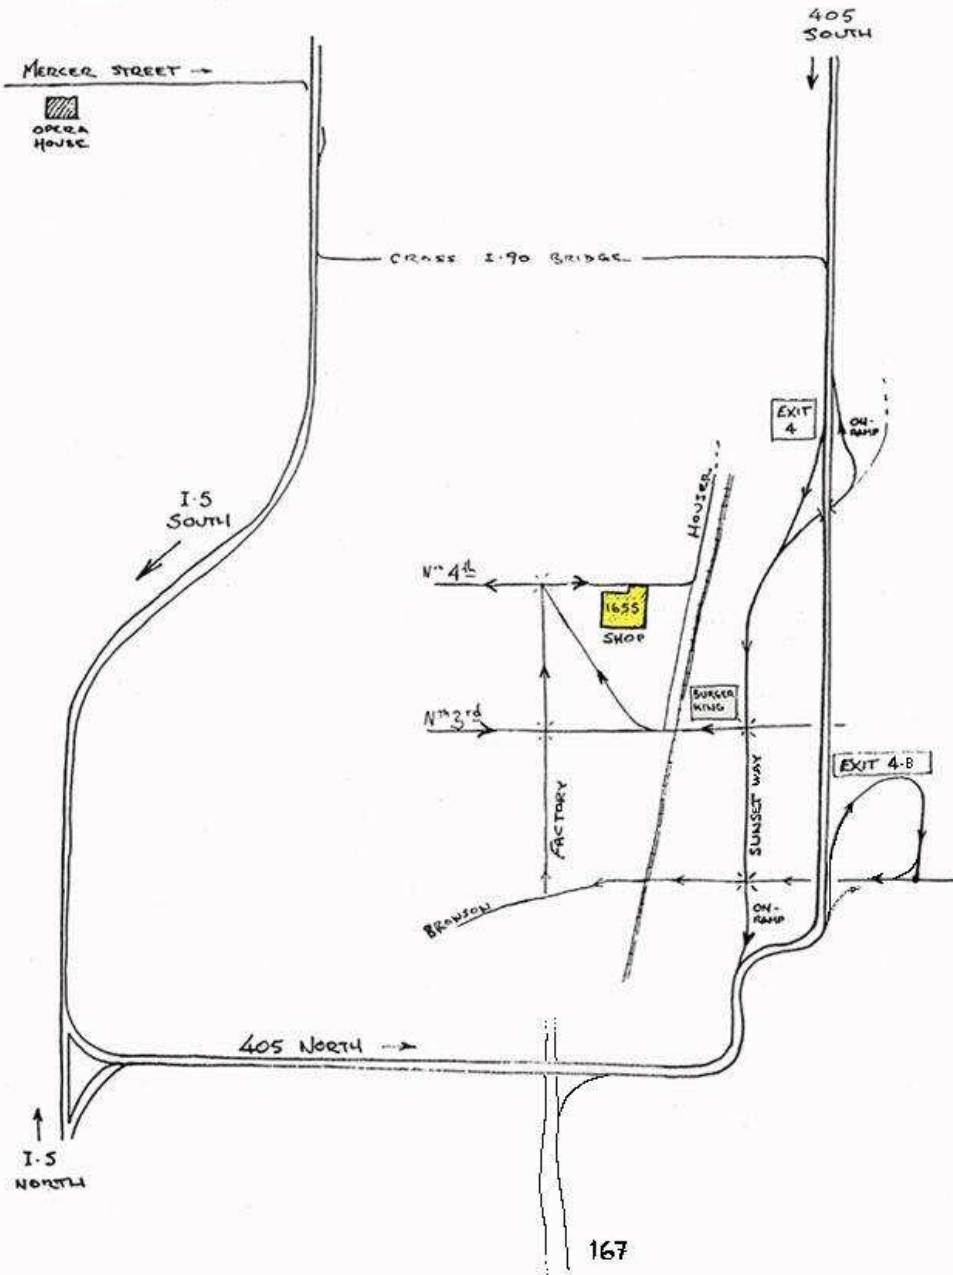 405
SOUTH
MERCER STREET →
OPERA
HOUSE
CROSS I-90 BRIDGE
EXIT
4
ON-
RAMP
I-5
SOUTH
HOUSER
Nth 4th
1655
SHOP
BURGER
KING
Nth 3rd
EXIT 4-B
SUNSET WAY
FACTORY
BRONSON
ON-
RAMP
405 NORTH →
I-5
NORTH
167